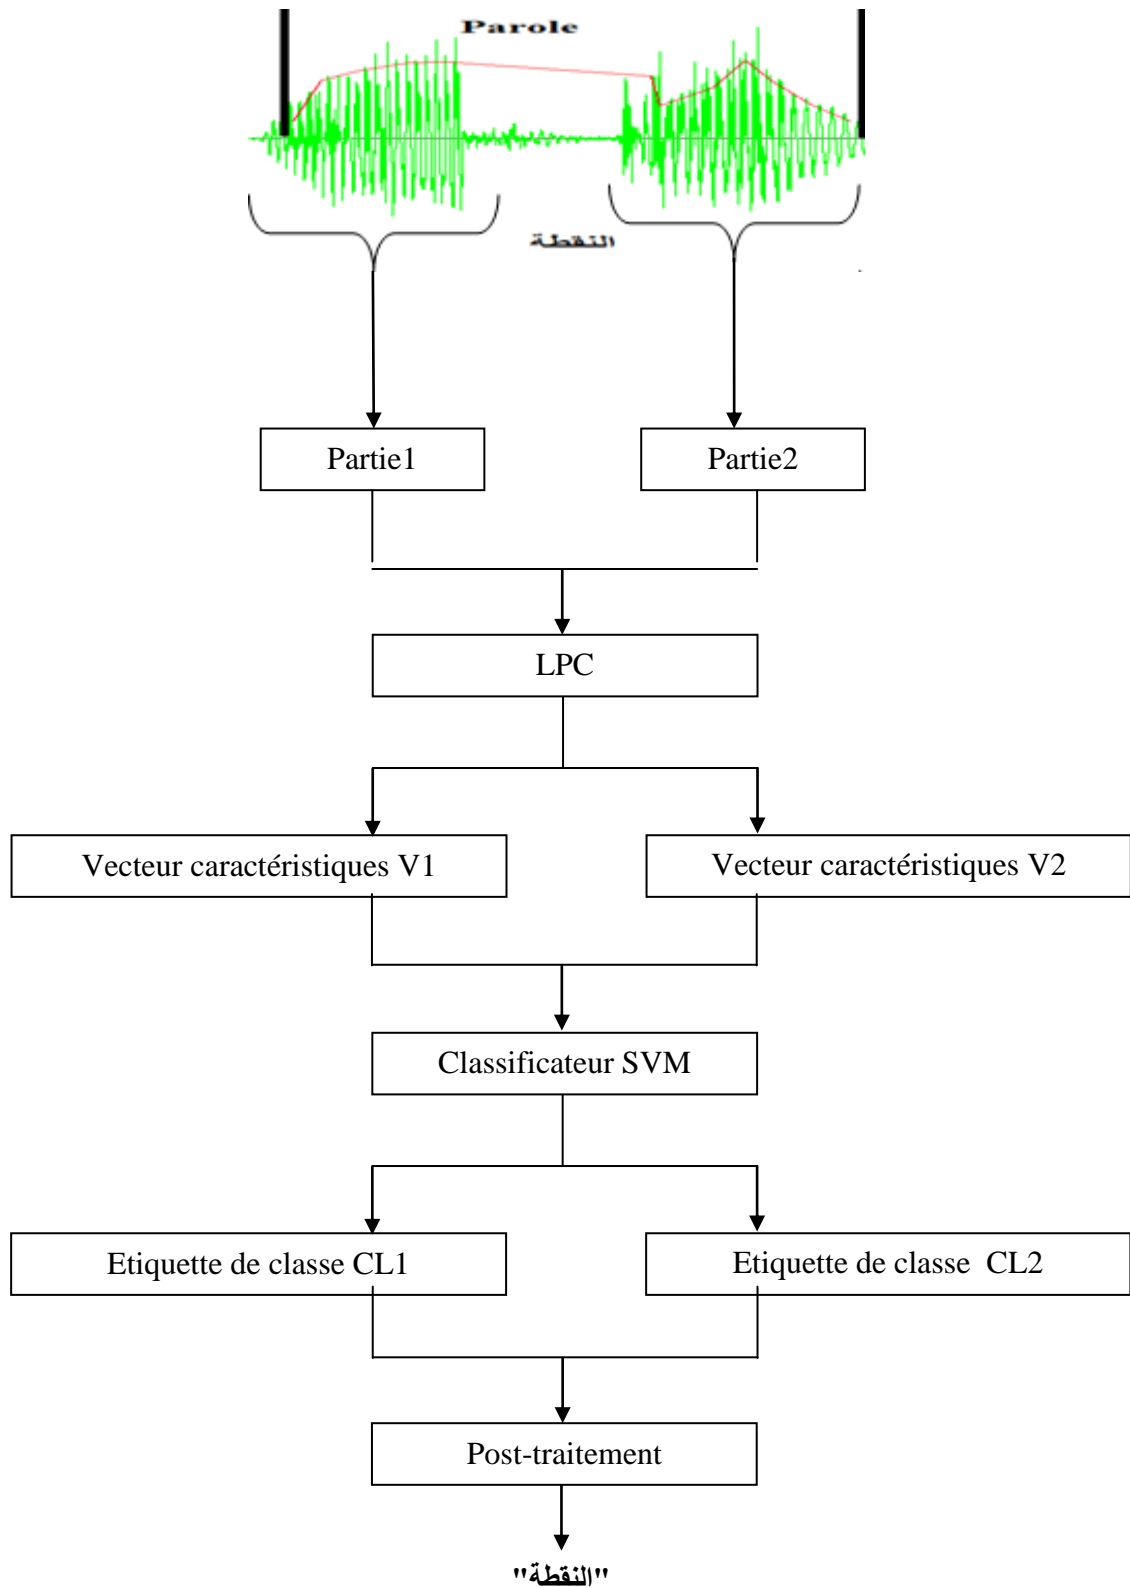 Parole
النقطة
Partie1
Partie2
LPC
Vecteur caractéristiques V1
Vecteur caractéristiques V2
Classificateur SVM
Etiquette de classe CL1
Etiquette de classe  CL2
Post-traitement
"النقطة"